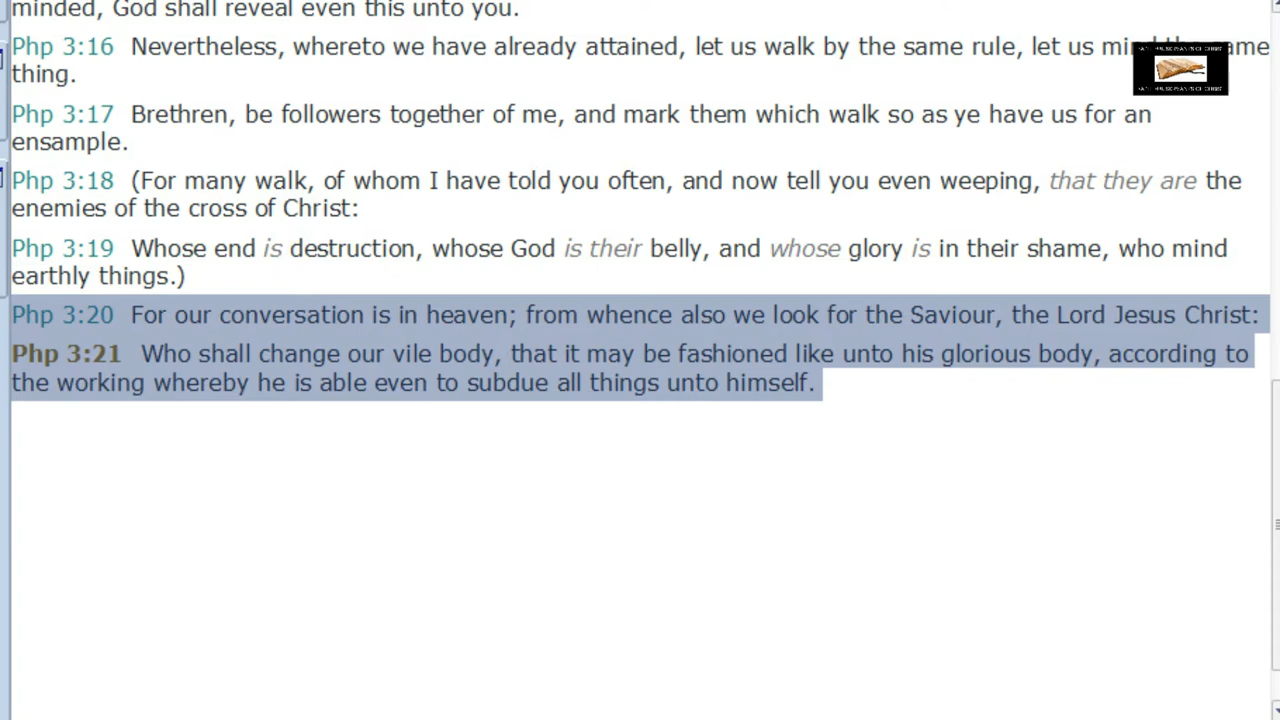 minded, God shall reveal even this unto you.
Php 3:16 Nevertheless, whereto we have already attained, let us walk by the same rule, let us mind the same
thing.
Php 3:17 Brethren, be followers together of me, and mark them which walk so as ye have us for an
ensample.
Php 3:18 (For many walk, of whom I have told you often, and now tell you even weeping, that they are the
enemies of the cross of Christ:
Php 3:19 Whose end is destruction, whose God is their belly, and whose glory is in their shame, who mind
earthly things.)
Php 3:20 For our conversation is in heaven; from whence also we look for the Saviour, the Lord Jesus Christ:
Php 3:21 Who shall change our vile body, that it may be fashioned like unto his glorious body, according to
the working whereby he is able even to subdue all things unto himself.